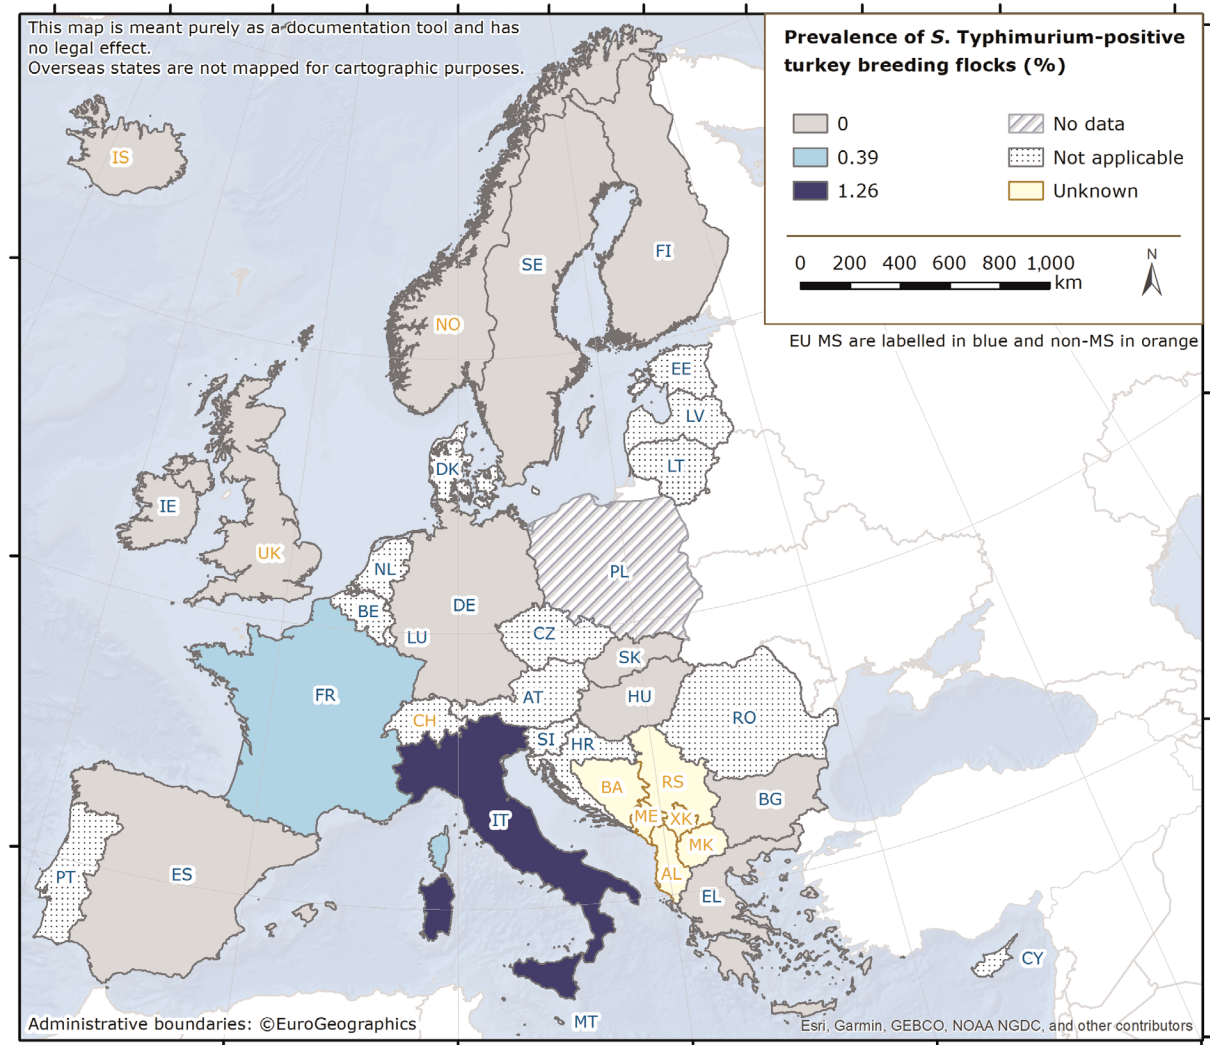 This map is meant purely as a documentation tool and has
no legal effect.
Overseas states are not mapped for cartographic purposes.
Prevalence of S. Typhimurium-positive
turkey breeding flocks (%)
0
No data
0.39
Not applicable
1.26
Unknown
N
0 200 400 600 800 1,000
km
EU MS are labelled in blue and non-MS in orange
IS
FI
SE
NO
EE
LV
LT
DK
IE
UK
NL
PL
DE
BE
CZ
LU
SK
FR
HU
AT
RO
CH
SI
HR
RS
BA
BG
ME
XK
IT
MK
ES
AL
PT
EL
CY
MT
Administrative boundaries: ©EuroGeographics
Esri, Garmin, GEBCO, NOAA NGDC, and other contributors